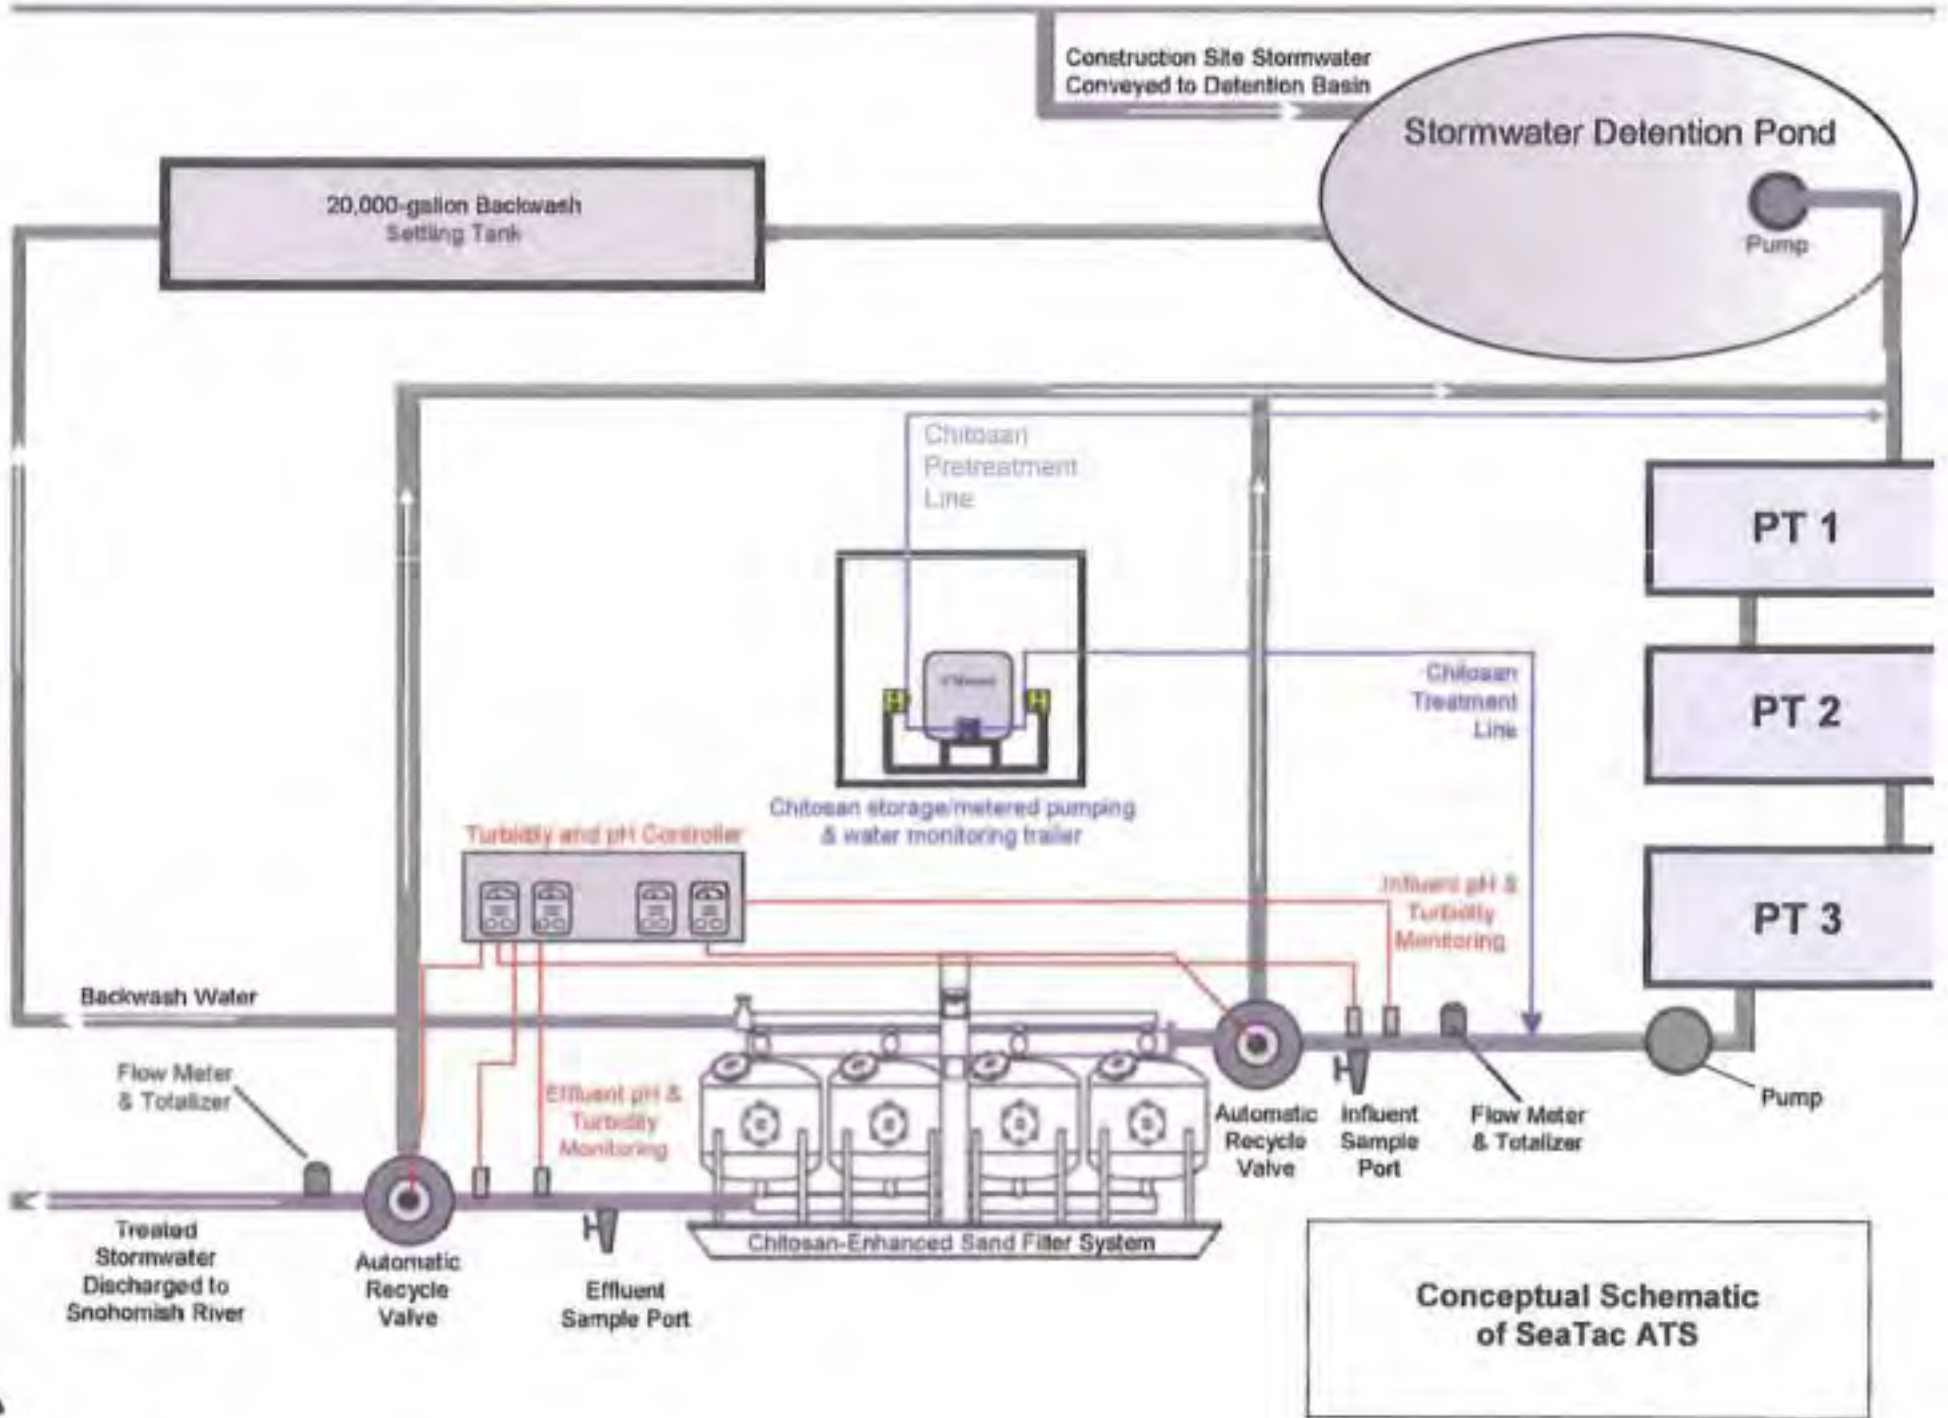 Construction Site Stormwater
Conveyed to Detention Basin
Stormwater Detention Pond
Pump
20,000-gallon Backwash
Settling Tank
Chitosan
Pretreatment
Line
PT 1
PT 2
PT 3
Chitosan
Treatment
Line
Chitosan storage/metered pumping
& water monitoring trailer
Turbidity and pH Controller
Influent pH &
Turbidity
Monitoring
Backwash Water
Flow Meter
& Totalizer
Effluent pH &
Turbidity
Monitoring
Pump
Automatic
Recycle
Valve
Influent
Sample
Port
Flow Meter
& Totalizer
Treated
Stormwater
Discharged to
Snohomish River
Automatic
Recycle
Valve
Effluent
Sample Port
Chitosan-Enhanced Sand Filter System
Conceptual Schematic
of SeaTac ATS